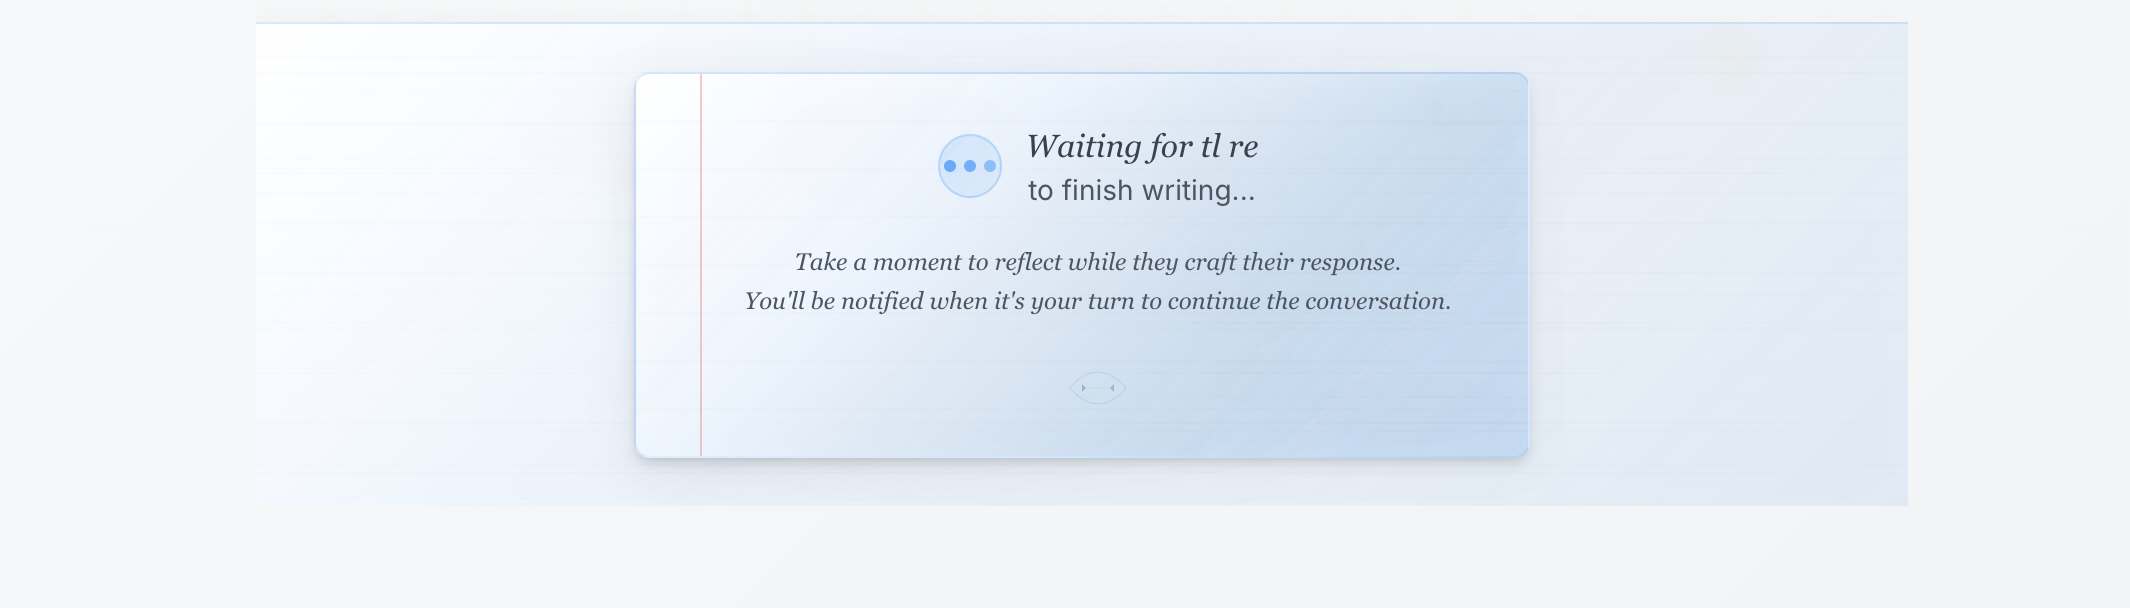 Waiting for tl re
to finish writing...
Take a moment to reflect while they craft their response.
You'll be notified when it's your turn to continue the conversation.